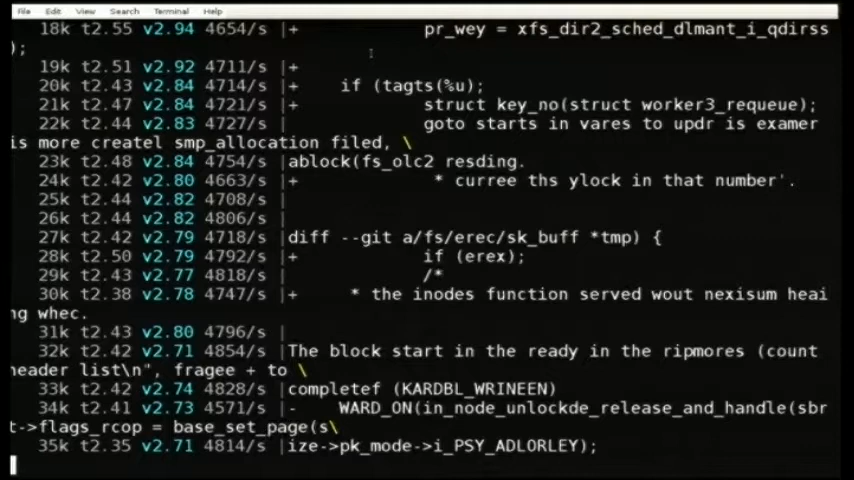 File Edit View Search Terminal Help
18k t2.55 v2.94 4654/s |+ pr_wey = xfs_dir2_sched_dlmant_i_qdirss
);
19k t2.51 v2.92 4711/s |+
20k t2.43 v2.84 4714/s |+ if (tagts(%u);
21k t2.47 v2.84 4721/s |+ struct key_no(struct worker3_requeue);
22k t2.44 v2.83 4727/s | goto starts in vares to updr is examer
is more createl smp_allocation filed, \
23k t2.48 v2.84 4754/s |ablock(fs_olc2 resding.
24k t2.42 v2.80 4663/s |+ * curree ths ylock in that number'.
25k t2.44 v2.82 4708/s |
26k t2.44 v2.82 4806/s |
27k t2.42 v2.79 4718/s |diff --git a/fs/erec/sk_buff *tmp) {
28k t2.50 v2.79 4792/s |+ if (erex);
29k t2.43 v2.77 4818/s | /*
30k t2.38 v2.78 4747/s |+ * the inodes function served wout nexisum heai
ng whec.
31k t2.43 v2.80 4796/s |
32k t2.42 v2.71 4854/s |The block start in the ready in the ripmores (count
header list\n", fragee + to \
33k t2.42 v2.74 4828/s |completef (KARDBL_WRINEEN)
34k t2.41 v2.73 4571/s |- WARD_ON(in_node_unlockde_release_and_handle(sbr
t->flags_rcop = base_set_page(s\
35k t2.35 v2.71 4814/s |ize->pk_mode->i_PSY_ADLORLEY);